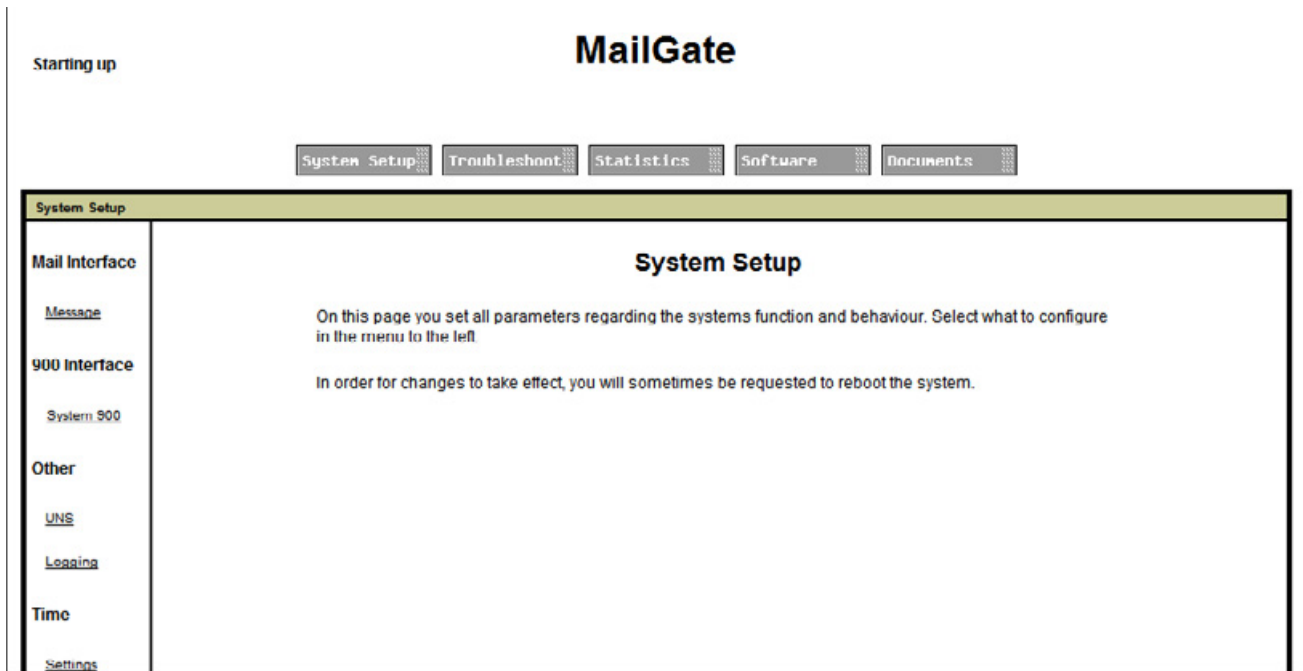 Starting up
MailGate
System Setup
Troubleshoot
Statistics
Software
Documents
System Setup
Mail Interface
Message
900 Interface
System 900
Other
UNS
Logging
Time
Settings
System Setup
On this page you set all parameters regarding the systems function and behaviour. Select what to configure
in the menu to the left
In order for changes to take effect, you will sometimes be requested to reboot the system.